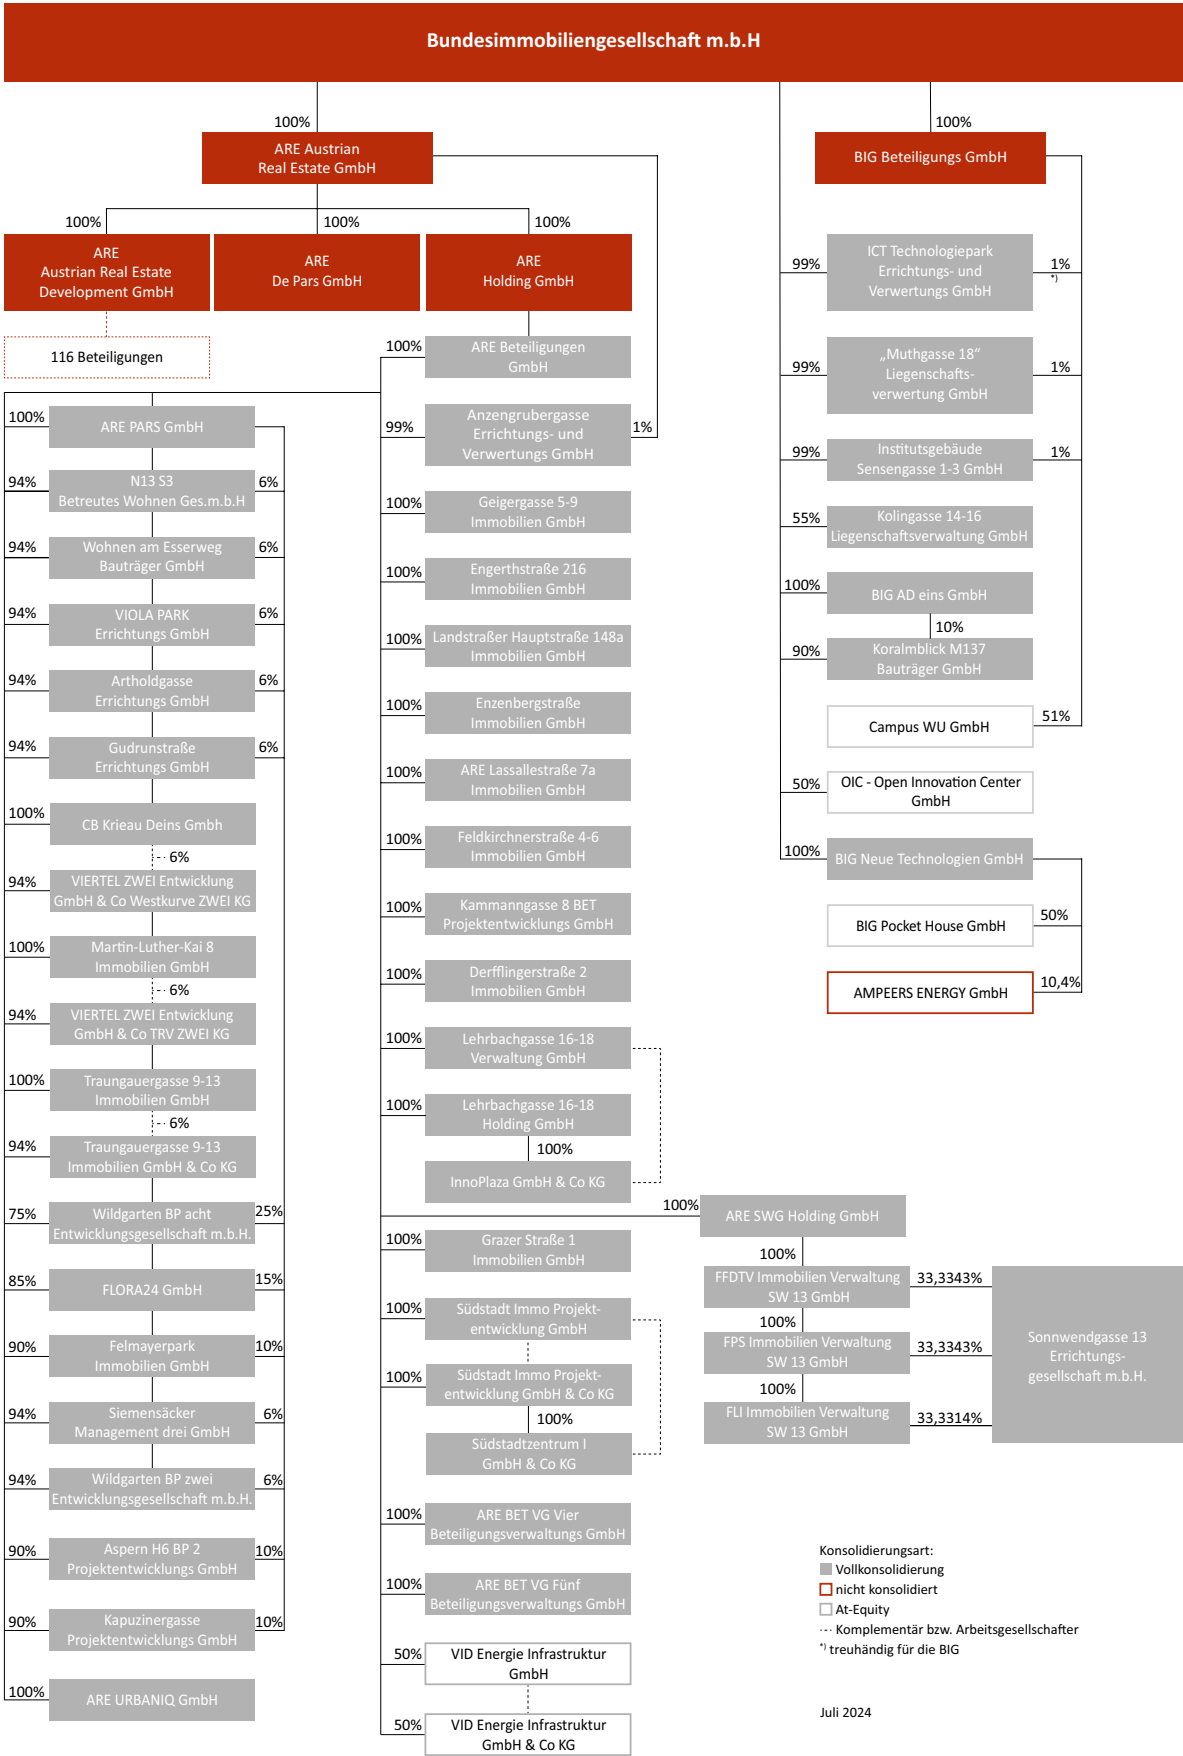 Bundesimmobiliengesellschaft m.b.H
100%
ARE Austrian
Real Estate GmbH
100%
ARE
Austrian Real Estate
Development GmbH
116 Beteiligungen
100%
ARE
De Pars GmbH
100%
ARE
Holding GmbH
100%
ARE PARS GmbH
94%
N13 S3
Betreutes Wohnen Ges.m.b.H
6%
94%
Wohnen am Esserweg
Bauträger GmbH
6%
94%
VIOLA PARK
Errichtungs GmbH
6%
94%
Artholdgasse
Errichtungs GmbH
6%
94%
Gudrunstraße
Errichtungs GmbH
6%
100%
CB Krieau Deins Gmbh
6%
94%
VIERTEL ZWEI Entwicklung
GmbH & Co Westkurve ZWEI KG
100%
Martin-Luther-Kai 8
Immobilien GmbH
6%
94%
VIERTEL ZWEI Entwicklung
GmbH & Co TRV ZWEI KG
100%
Traungauergasse 9-13
Immobilien GmbH
6%
94%
Traungauergasse 9-13
Immobilien GmbH & Co KG
75%
Wildgarten BP acht
Entwicklungsgesellschaft m.b.H.
25%
85%
FLORA24 GmbH
15%
90%
Felmayerpark
Immobilien GmbH
10%
94%
Siemensäcker
Management drei GmbH
6%
94%
Wildgarten BP zwei
Entwicklungsgesellschaft m.b.H.
6%
90%
Aspern H6 BP 2
Projektentwicklungs GmbH
10%
90%
Kapuzinergasse
Projektentwicklungs GmbH
10%
100%
ARE URBANIQ GmbH
100%
ARE Beteiligungen
GmbH
99%
Anzengrubergasse
Errichtungs- und
Verwertungs GmbH
1%
100%
Geigergasse 5-9
Immobilien GmbH
100%
Engerthstraße 216
Immobilien GmbH
100%
Landstraßer Hauptstraße 148a
Immobilien GmbH
100%
Enzenbergstraße
Immobilien GmbH
100%
ARE Lassallestraße 7a
Immobilien GmbH
100%
Feldkirchnerstraße 4-6
Immobilien GmbH
100%
Kammanngasse 8 BET
Projektentwicklungs GmbH
100%
Derfflingerstraße 2
Immobilien GmbH
100%
Lehrbachgasse 16-18
Verwaltung GmbH
100%
Lehrbachgasse 16-18
Holding GmbH
100%
InnoPlaza GmbH & Co KG
100%
ARE SWG Holding GmbH
100%
FFDTV Immobilien Verwaltung
SW 13 GmbH
33,3343%
100%
FPS Immobilien Verwaltung
SW 13 GmbH
33,3343%
100%
FLI Immobilien Verwaltung
SW 13 GmbH
33,3314%
Sonnwendgasse 13
Errichtungs-
gesellschaft m.b.H.
100%
Grazer Straße 1
Immobilien GmbH
100%
Südstadt Immo Projekt-
entwicklung GmbH
100%
Südstadt Immo Projekt-
entwicklung GmbH & Co KG
100%
Südstadtzentrum I
GmbH & Co KG
100%
ARE BET VG Vier
Beteiligungsverwaltungs GmbH
100%
ARE BET VG Fünf
Beteiligungsverwaltungs GmbH
50%
VID Energie Infrastruktur
GmbH
50%
VID Energie Infrastruktur
GmbH & Co KG
100%
BIG Beteiligungs GmbH
99%
ICT Technologiepark
Errichtungs- und
Verwertungs GmbH
1%
*)
99%
„Muthgasse 18“
Liegenschafts-
verwertung GmbH
1%
99%
Institutsgebäude
Sensengasse 1-3 GmbH
1%
55%
Kolingasse 14-16
Liegenschaftsverwaltung GmbH
100%
BIG AD eins GmbH
10%
90%
Koralmblick M137
Bauträger GmbH
Campus WU GmbH
51%
50%
OIC - Open Innovation Center
GmbH
100%
BIG Neue Technologien GmbH
BIG Pocket House GmbH
50%
AMPEERS ENERGY GmbH
10,4%
Konsolidierungsart:
Vollkonsolidierung
nicht konsolidiert
At-Equity
Komplementär bzw. Arbeitsgesellschafter
*) treuhändig für die BIG
Juli 2024